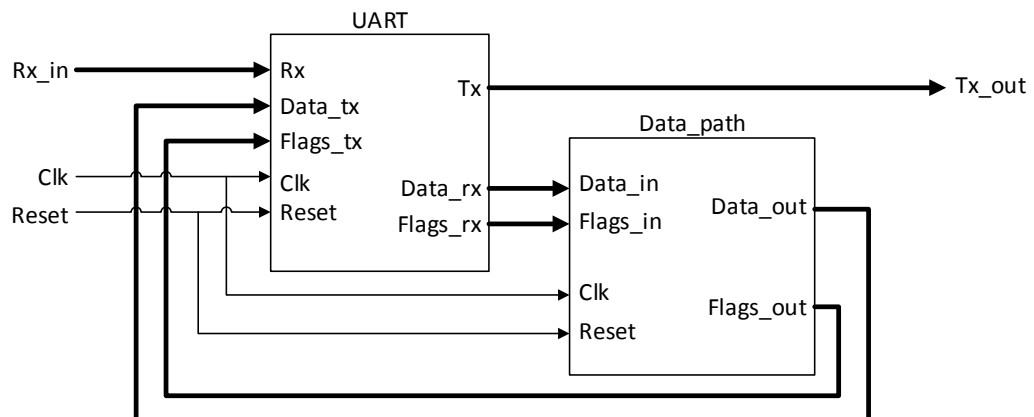 UART
Rx_in
Rx
Data_tx
Flags_tx
Clk
Clk
Reset
Reset
Tx
Tx_out
Data_rx
Flags_rx
Data_path
Data_in
Flags_in
Data_out
Clk
Flags_out
Reset